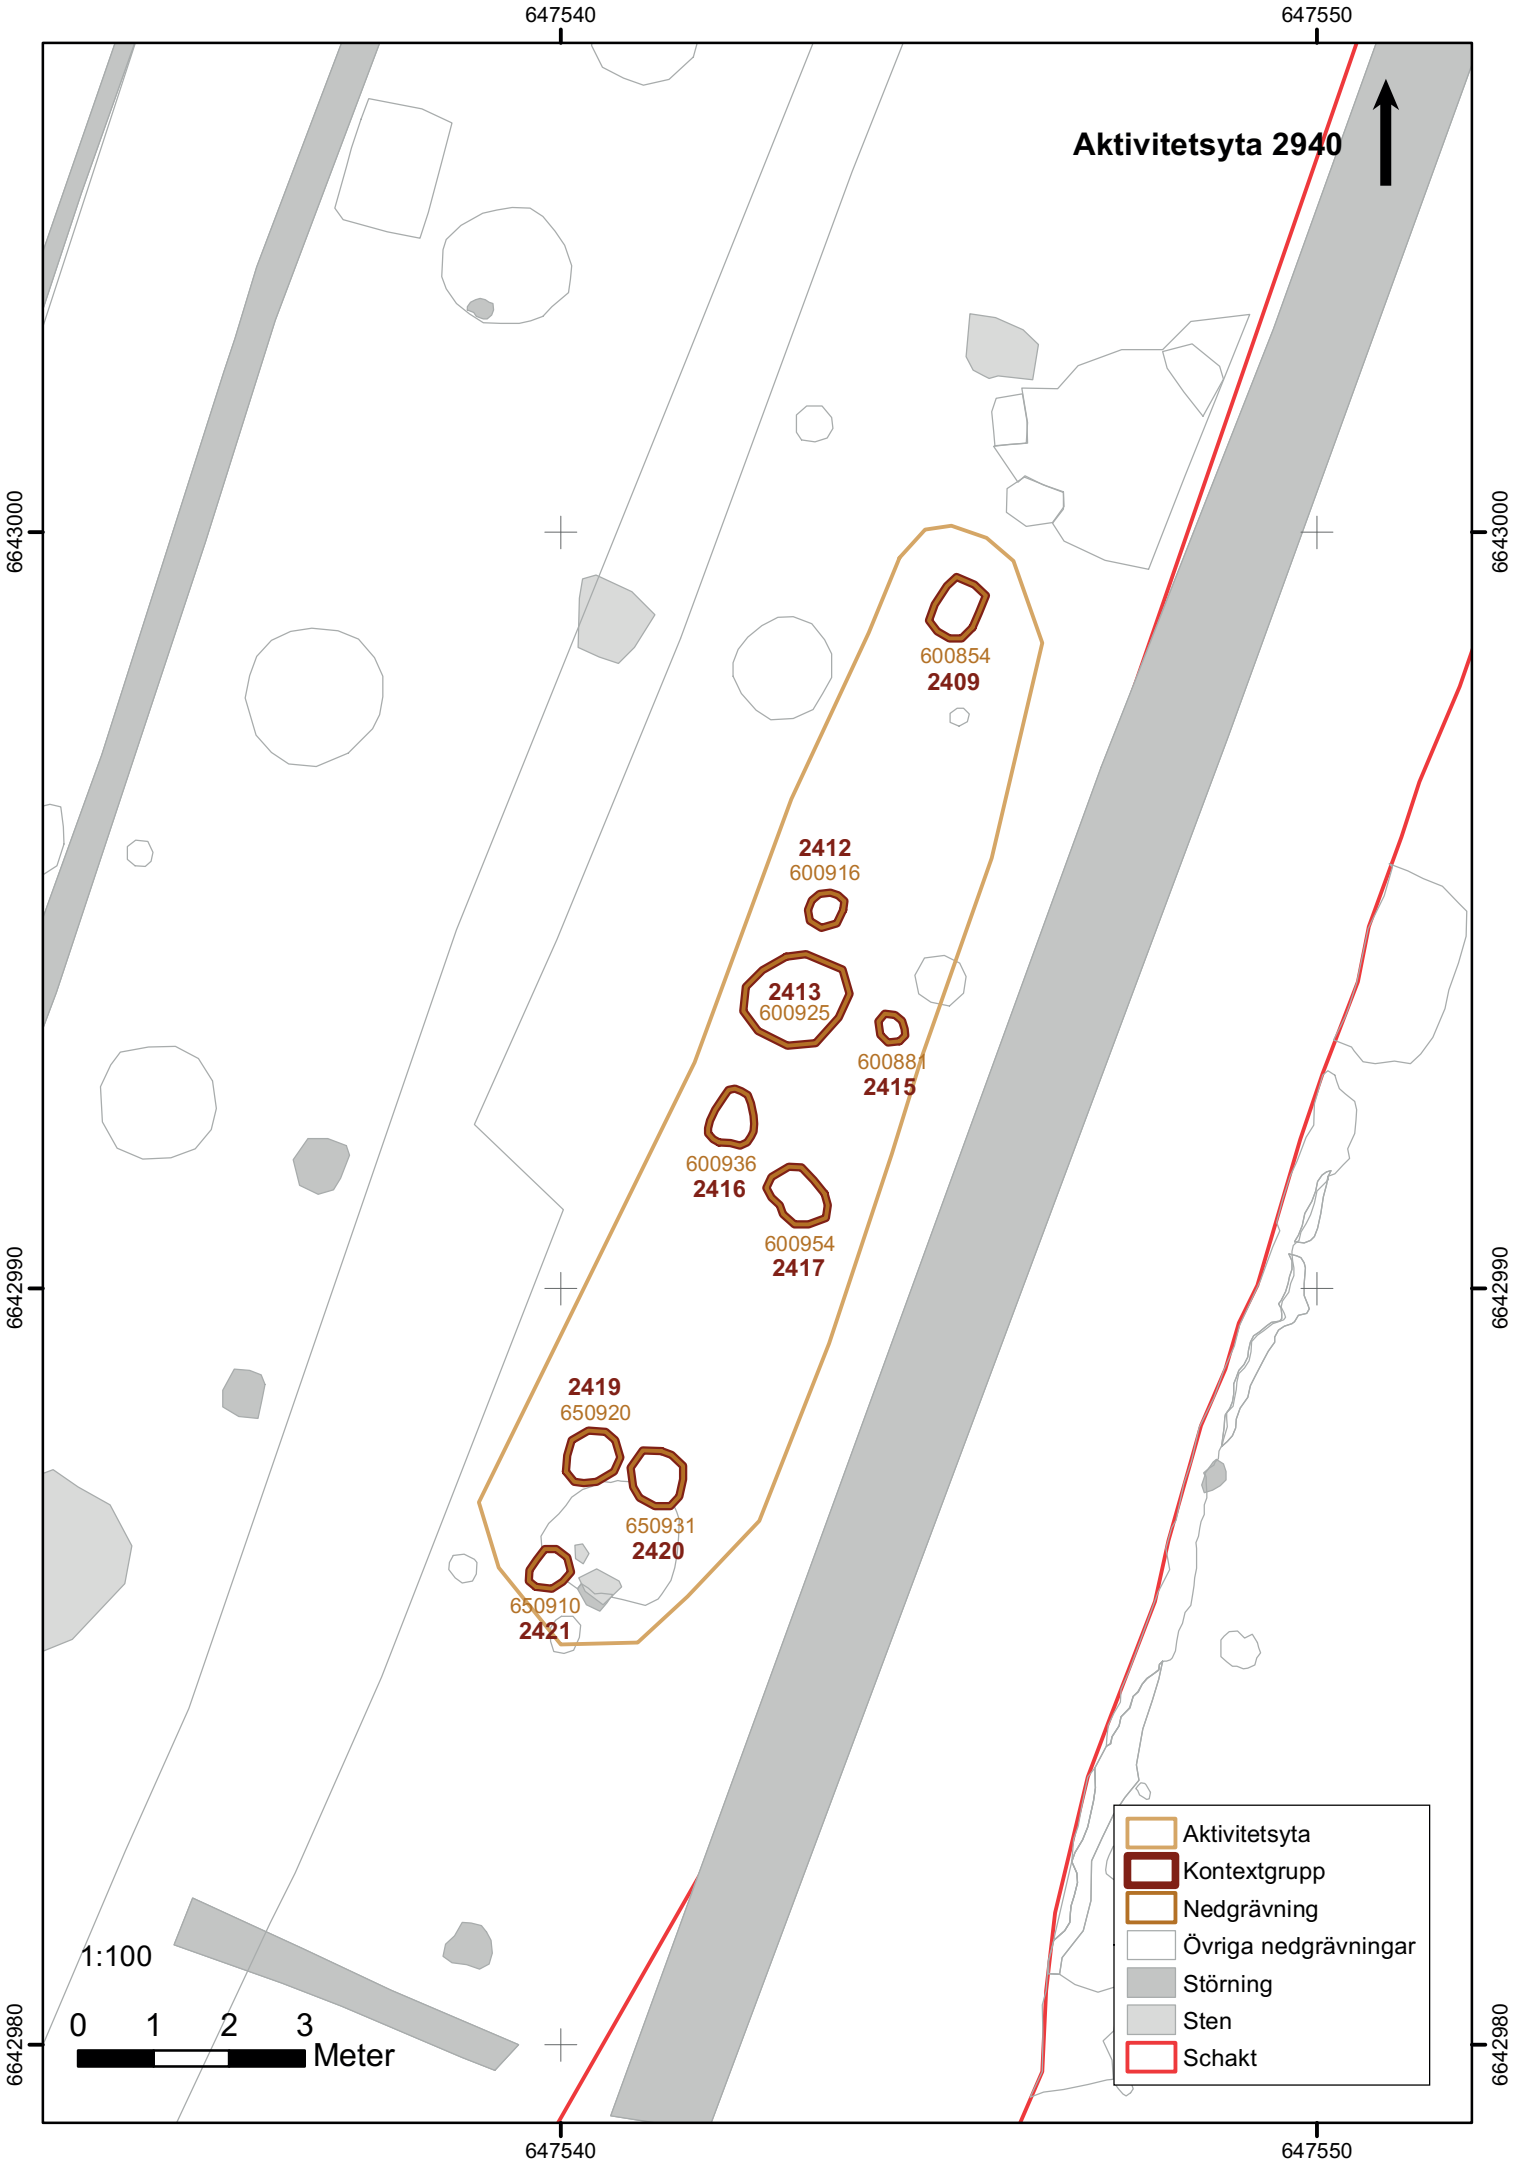 647540
647550
Aktivitetsyta 2940
6643000
6643000
600854
2409
2412
600916
2413
600925
600881
2415
600936
2416
600954
2417
6642990
6642990
2419
650920
650931
2420
650910
2421
Aktivitetsyta
Kontextgrupp
Nedgrävning
Övriga nedgrävningar
Störning
Sten
Schakt
1:100
0 1 2 3
Meter
6642980
6642980
647540
647550